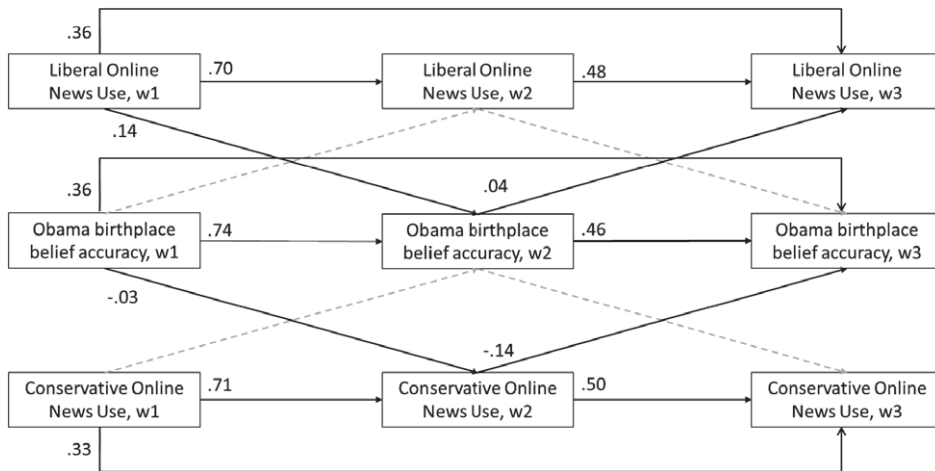 .36
Liberal Online
News Use, w1
.70
Liberal Online
News Use, w2
.48
Liberal Online
News Use, w3
.14
.36
.04
Obama birthplace
belief accuracy, w1
.74
Obama birthplace
belief accuracy, w2
.46
Obama birthplace
belief accuracy, w3
-.03
-.14
Conservative Online
News Use, w1
.71
Conservative Online
News Use, w2
.50
Conservative Online
News Use, w3
.33